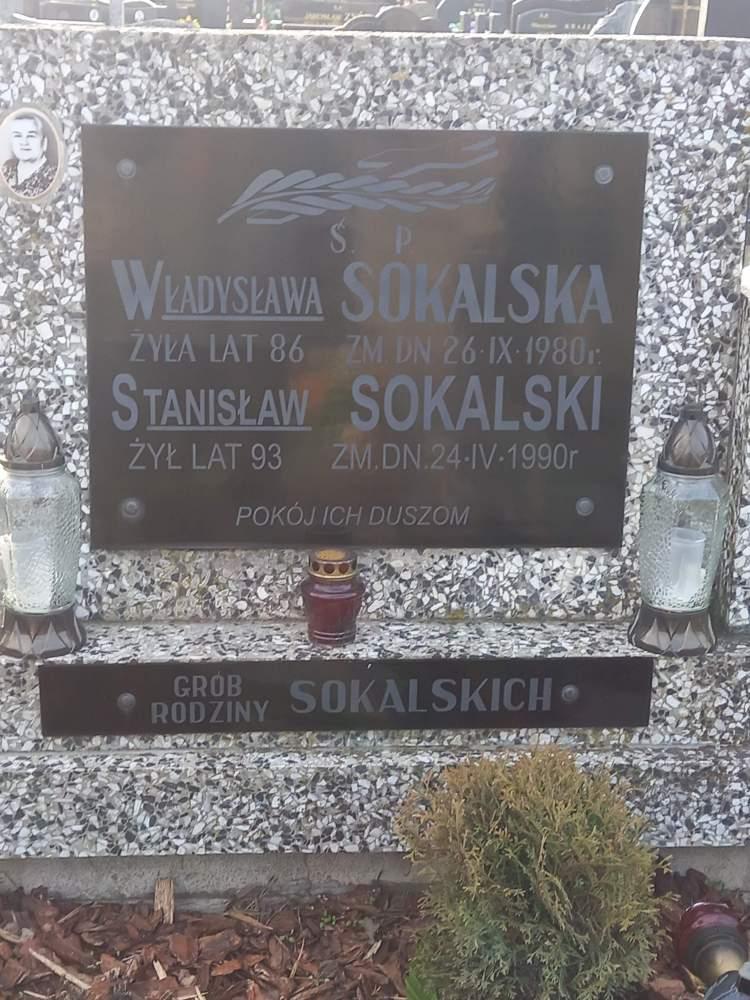 Ś. P
WŁADYSŁAWA SOKALSKA
ŻYŁA LAT 86 ZM. DN 26·IX·1980r.
STANISŁAW SOKALSKI
ŻYŁ LAT 93 ZM.DN.24·IV·1990r
POKÓJ ICH DUSZOM
GRÓB
RODZINY SOKALSKICH